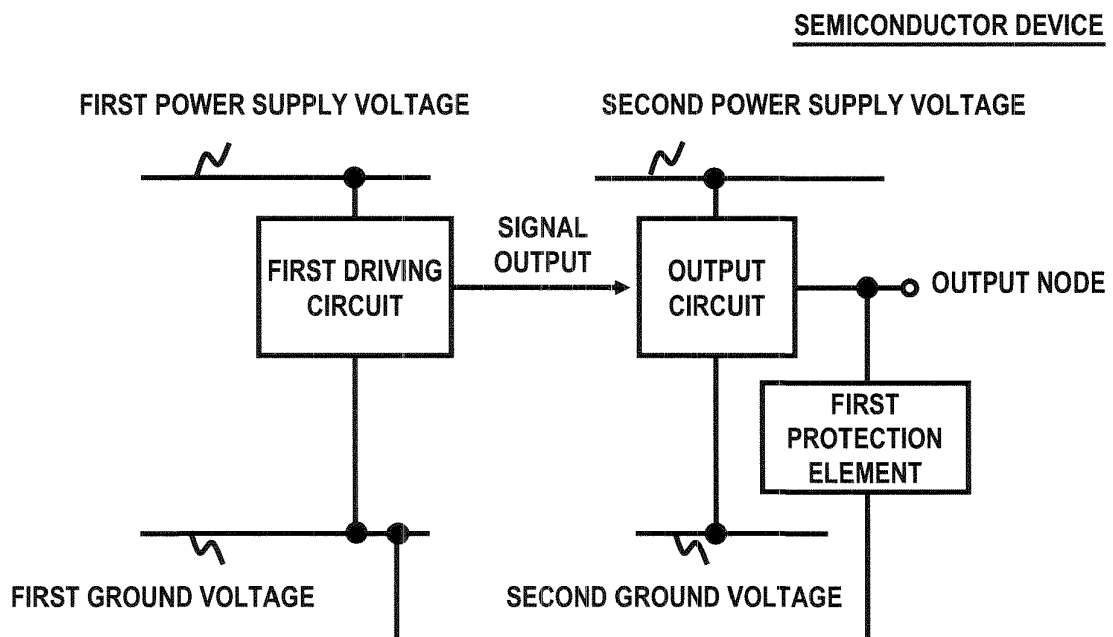 SEMICONDUCTOR DEVICE
FIRST POWER SUPPLY VOLTAGE
SECOND POWER SUPPLY VOLTAGE
FIRST DRIVING
CIRCUIT
SIGNAL
OUTPUT
OUTPUT
CIRCUIT
OUTPUT NODE
FIRST
PROTECTION
ELEMENT
FIRST GROUND VOLTAGE
SECOND GROUND VOLTAGE